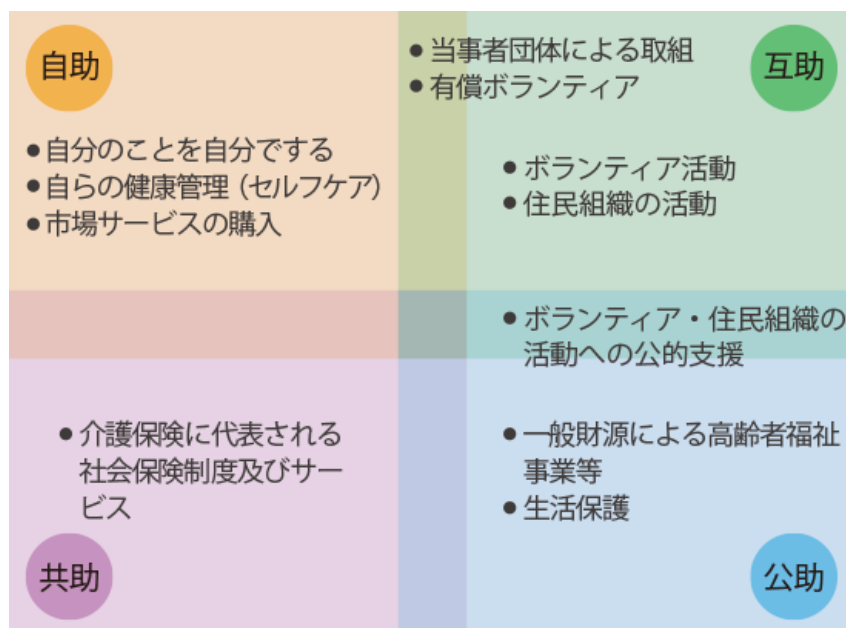 自助
● 自分のことを自分でする
● 自らの健康管理（セルフケア）
● 市場サービスの購入
● 当事者団体による取組
● 有償ボランティア
互助
● ボランティア活動
● 住民組織の活動
● ボランティア・住民組織の
活動への公的支援
● 介護保険に代表される
社会保険制度及びサー
ビス
共助
● 一般財源による高齢者福祉
事業等
● 生活保護
公助